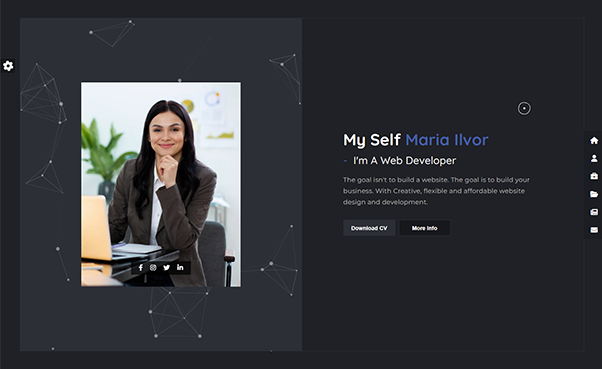 My Self Maria Ilvor
- I'm A Web Developer
The goal isn't to build a website. The goal is to build your
business. With Creative, flexible and affordable website
design and development.
Download CV
More Info